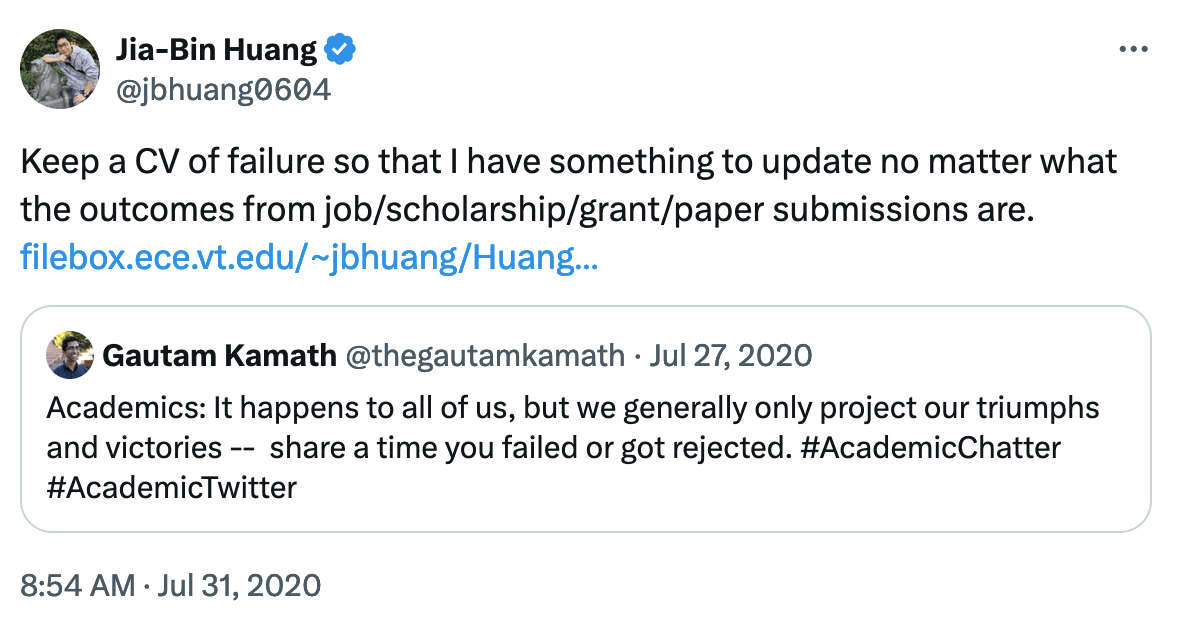 Jia-Bin Huang
@jbhuang0604
Keep a CV of failure so that I have something to update no matter what
the outcomes from job/scholarship/grant/paper submissions are.
filebox.ece.vt.edu/~jbhuang/Huang...
Gautam Kamath @thegautamkamath · Jul 27, 2020
Academics: It happens to all of us, but we generally only project our triumphs
and victories --  share a time you failed or got rejected. #AcademicChatter
#AcademicTwitter
8:54 AM · Jul 31, 2020